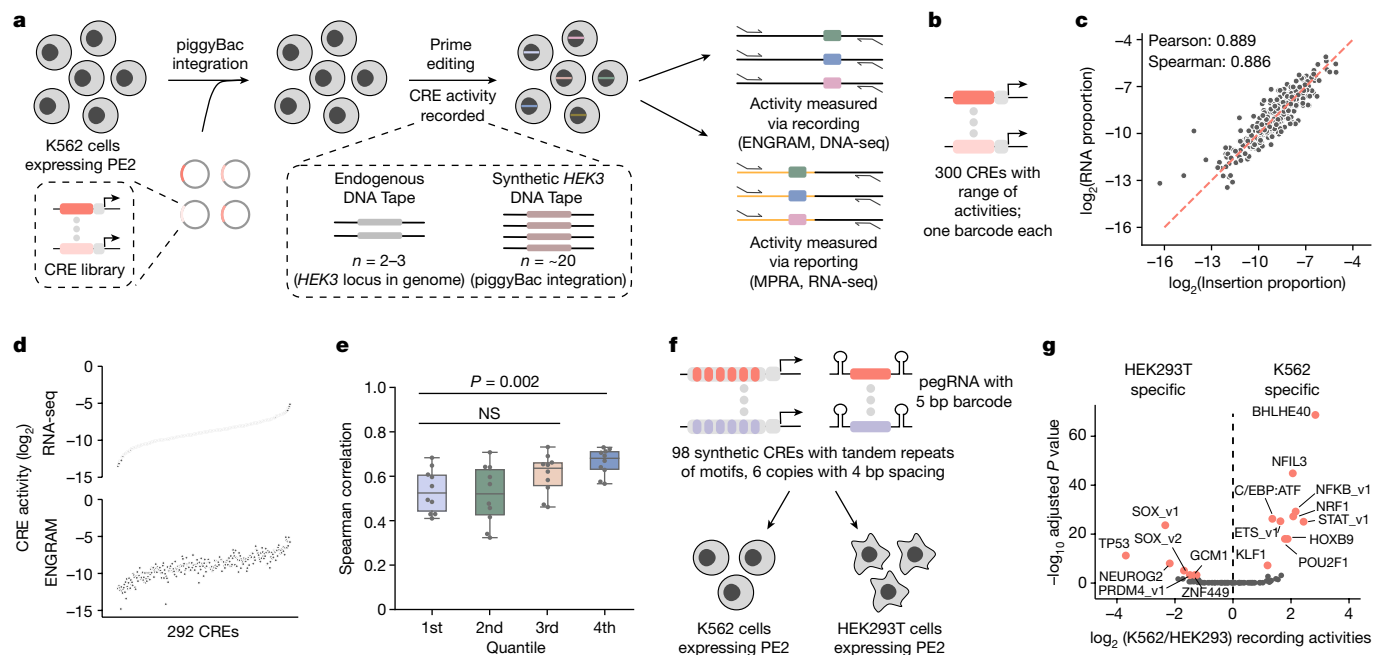 a
K562 cells
expressing PE2
CRE library
piggyBac
integration
Prime
editing
CRE activity
recorded
Endogenous
DNA Tape
n = 2–3
(HEK3 locus in genome)
Synthetic HEK3
DNA Tape
n = ~20
(piggyBac integration)
Activity measured
via recording
(ENGRAM, DNA-seq)
Activity measured
via reporting
(MPRA, RNA-seq)
b
300 CREs with
range of
activities;
one barcode each
c
Pearson: 0.889
Spearman: 0.886
log2(RNA proportion)
−4
−7
−10
−13
−16
−16
−13
−10
−7
−4
log2(Insertion proportion)
d
CRE activity (log2)
RNA-seq
0
−5
−10
−15
ENGRAM
0
−5
−10
−15
292 CREs
e
P = 0.002
NS
Spearman correlation
1.0
0.8
0.6
0.4
0.2
0
1st
2nd
3rd
4th
Quantile
f
pegRNA with
5 bp barcode
98 synthetic CREs with tandem repeats
of motifs, 6 copies with 4 bp spacing
K562 cells
expressing PE2
HEK293T cells
expressing PE2
g
HEK293T
specific
K562
specific
−log10 adjusted P value
60
40
20
0
BHLHE40
NFIL3
C/EBP:ATF
NFKB_v1
NRF1
STAT_v1
ETS_v1
HOXB9
POU2F1
KLF1
SOX_v1
SOX_v2
TP53
GCM1
NEUROG2
PRDM4_v1
ZNF449
−4
−2
0
2
4
log2 (K562/HEK293) recording activities